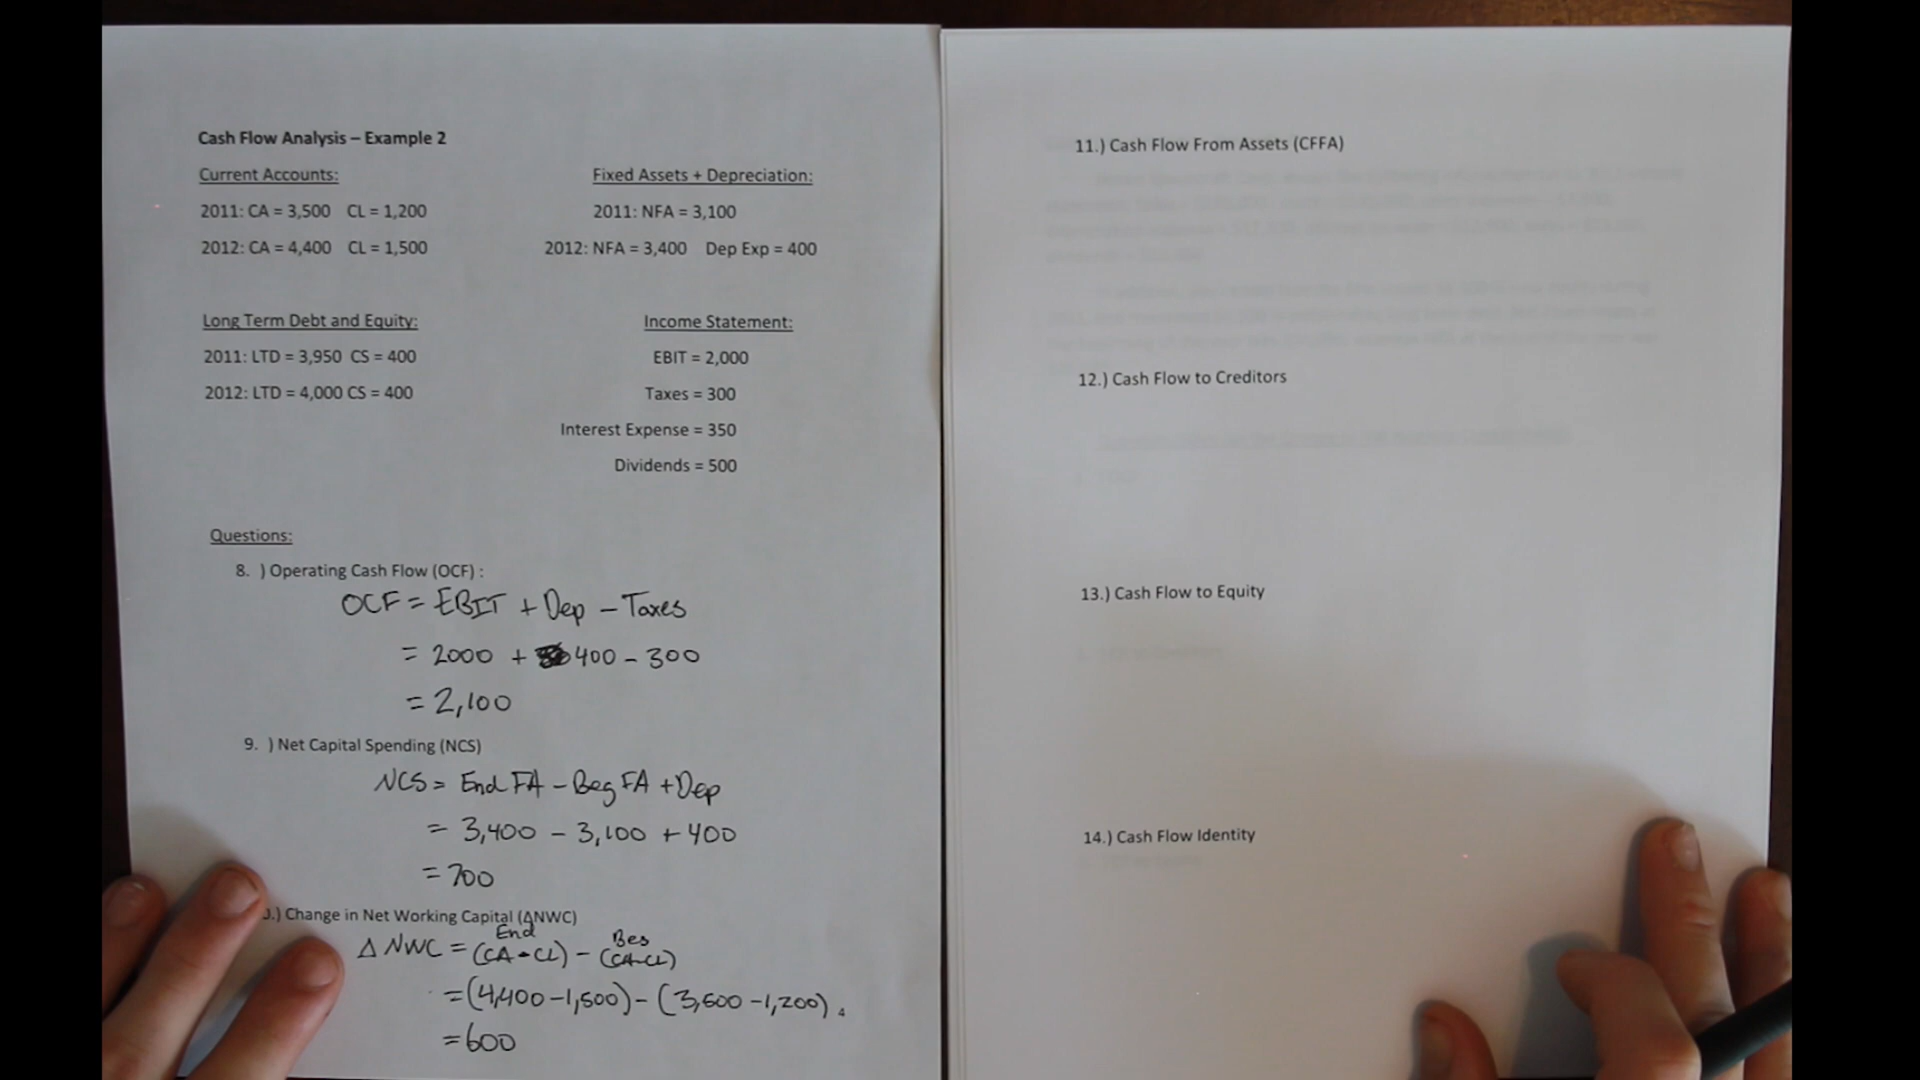 Cash Flow Analysis – Example 2
Current Accounts:
2011: CA = 3,500 CL = 1,200
2012: CA = 4,400 CL = 1,500
Fixed Assets + Depreciation:
2011: NFA = 3,100
2012: NFA = 3,400 Dep Exp = 400
Long Term Debt and Equity:
2011: LTD = 3,950 CS = 400
2012: LTD = 4,000 CS = 400
Income Statement:
EBIT = 2,000
Taxes = 300
Interest Expense = 350
Dividends = 500
Questions:
8. ) Operating Cash Flow (OCF) :
OCF = EBIT + Dep – Taxes
= 2000 + 400 – 300
= 2,100
9. ) Net Capital Spending (NCS)
NCS = End FA – Beg FA + Dep
= 3,400 – 3,100 + 400
= 700
.) Change in Net Working Capital (ΔNWC)
End Beg
Δ NWC = (CA - CL) – (CA-CL)
= (4,400 – 1,500) – (3,500 – 1,200)
= 600
11.) Cash Flow From Assets (CFFA)
12.) Cash Flow to Creditors
13.) Cash Flow to Equity
14.) Cash Flow Identity